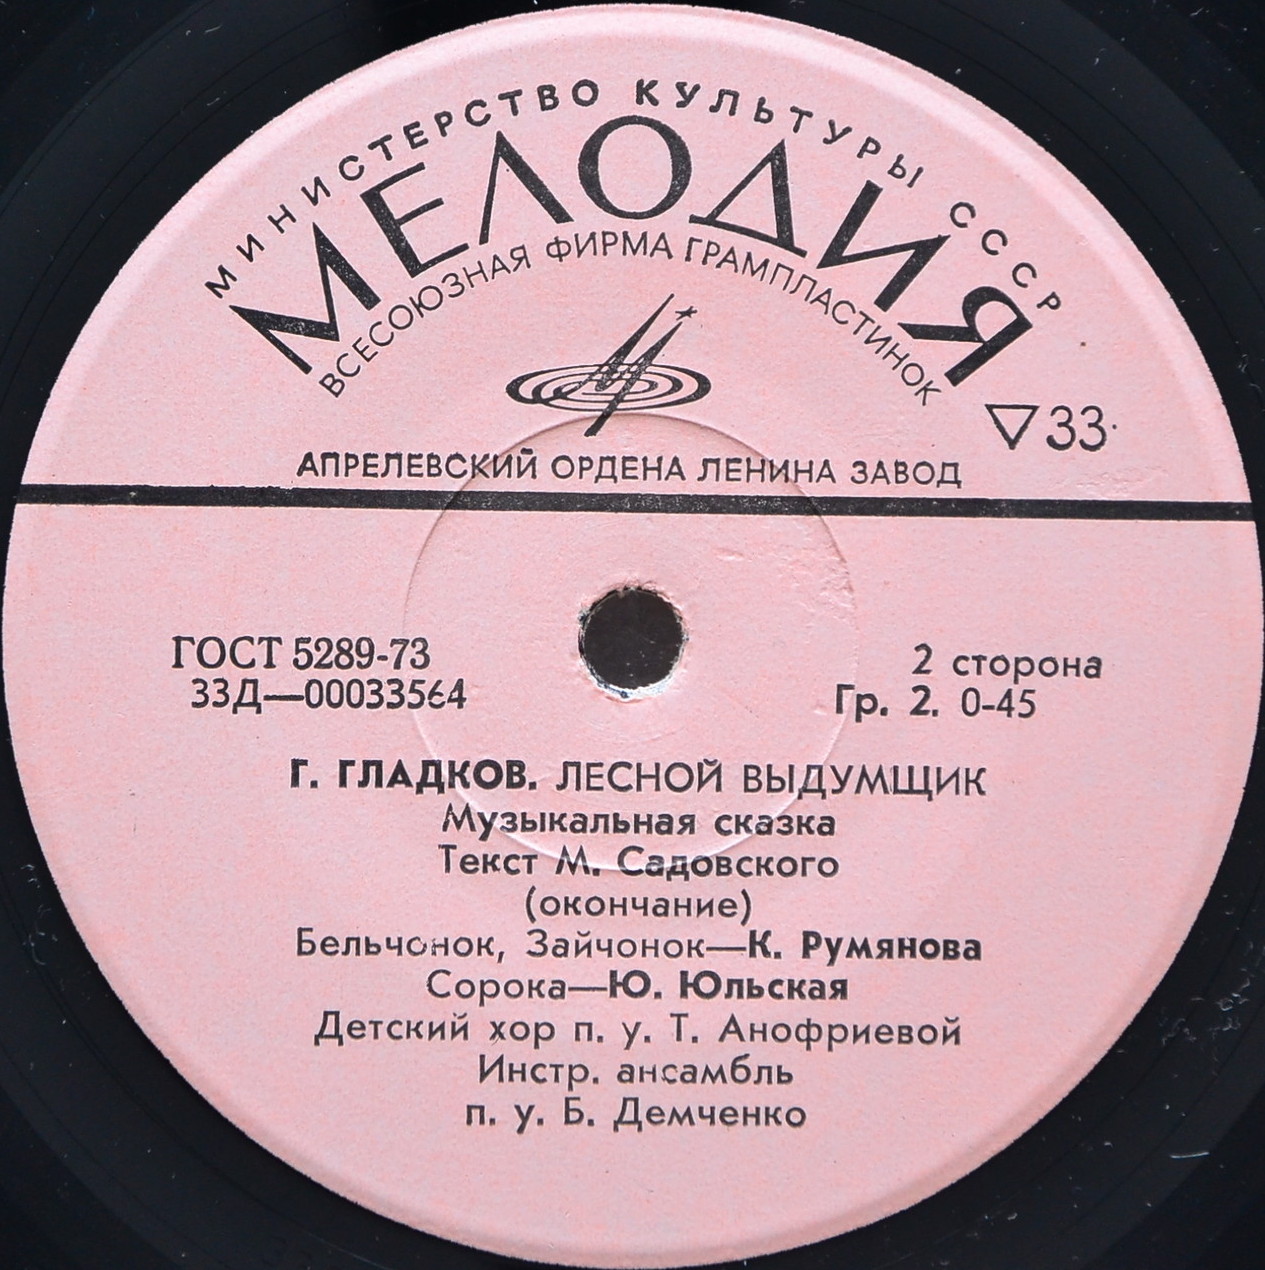 МИНИСТЕРСТВО КУЛЬТУРЫ СССР
МЕЛОДИЯ
ВСЕСОЮЗНАЯ ФИРМА ГРАМПЛАСТИНОК
▽33
АПРЕЛЕВСКИЙ ОРДЕНА ЛЕНИНА ЗАВОД
ГОСТ 5289-73
33Д—00033564
2 сторона
Гр. 2. 0-45
Г. ГЛАДКОВ. ЛЕСНОЙ ВЫДУМЩИК
Музыкальная сказка
Текст М. Садовского
(окончание)
Бельчонок, Зайчонок—К. Румянова
Сорока—Ю. Юльская
Детский хор п. у. Т. Анофриевой
Инстр. ансамбль
п. у. Б. Демченко